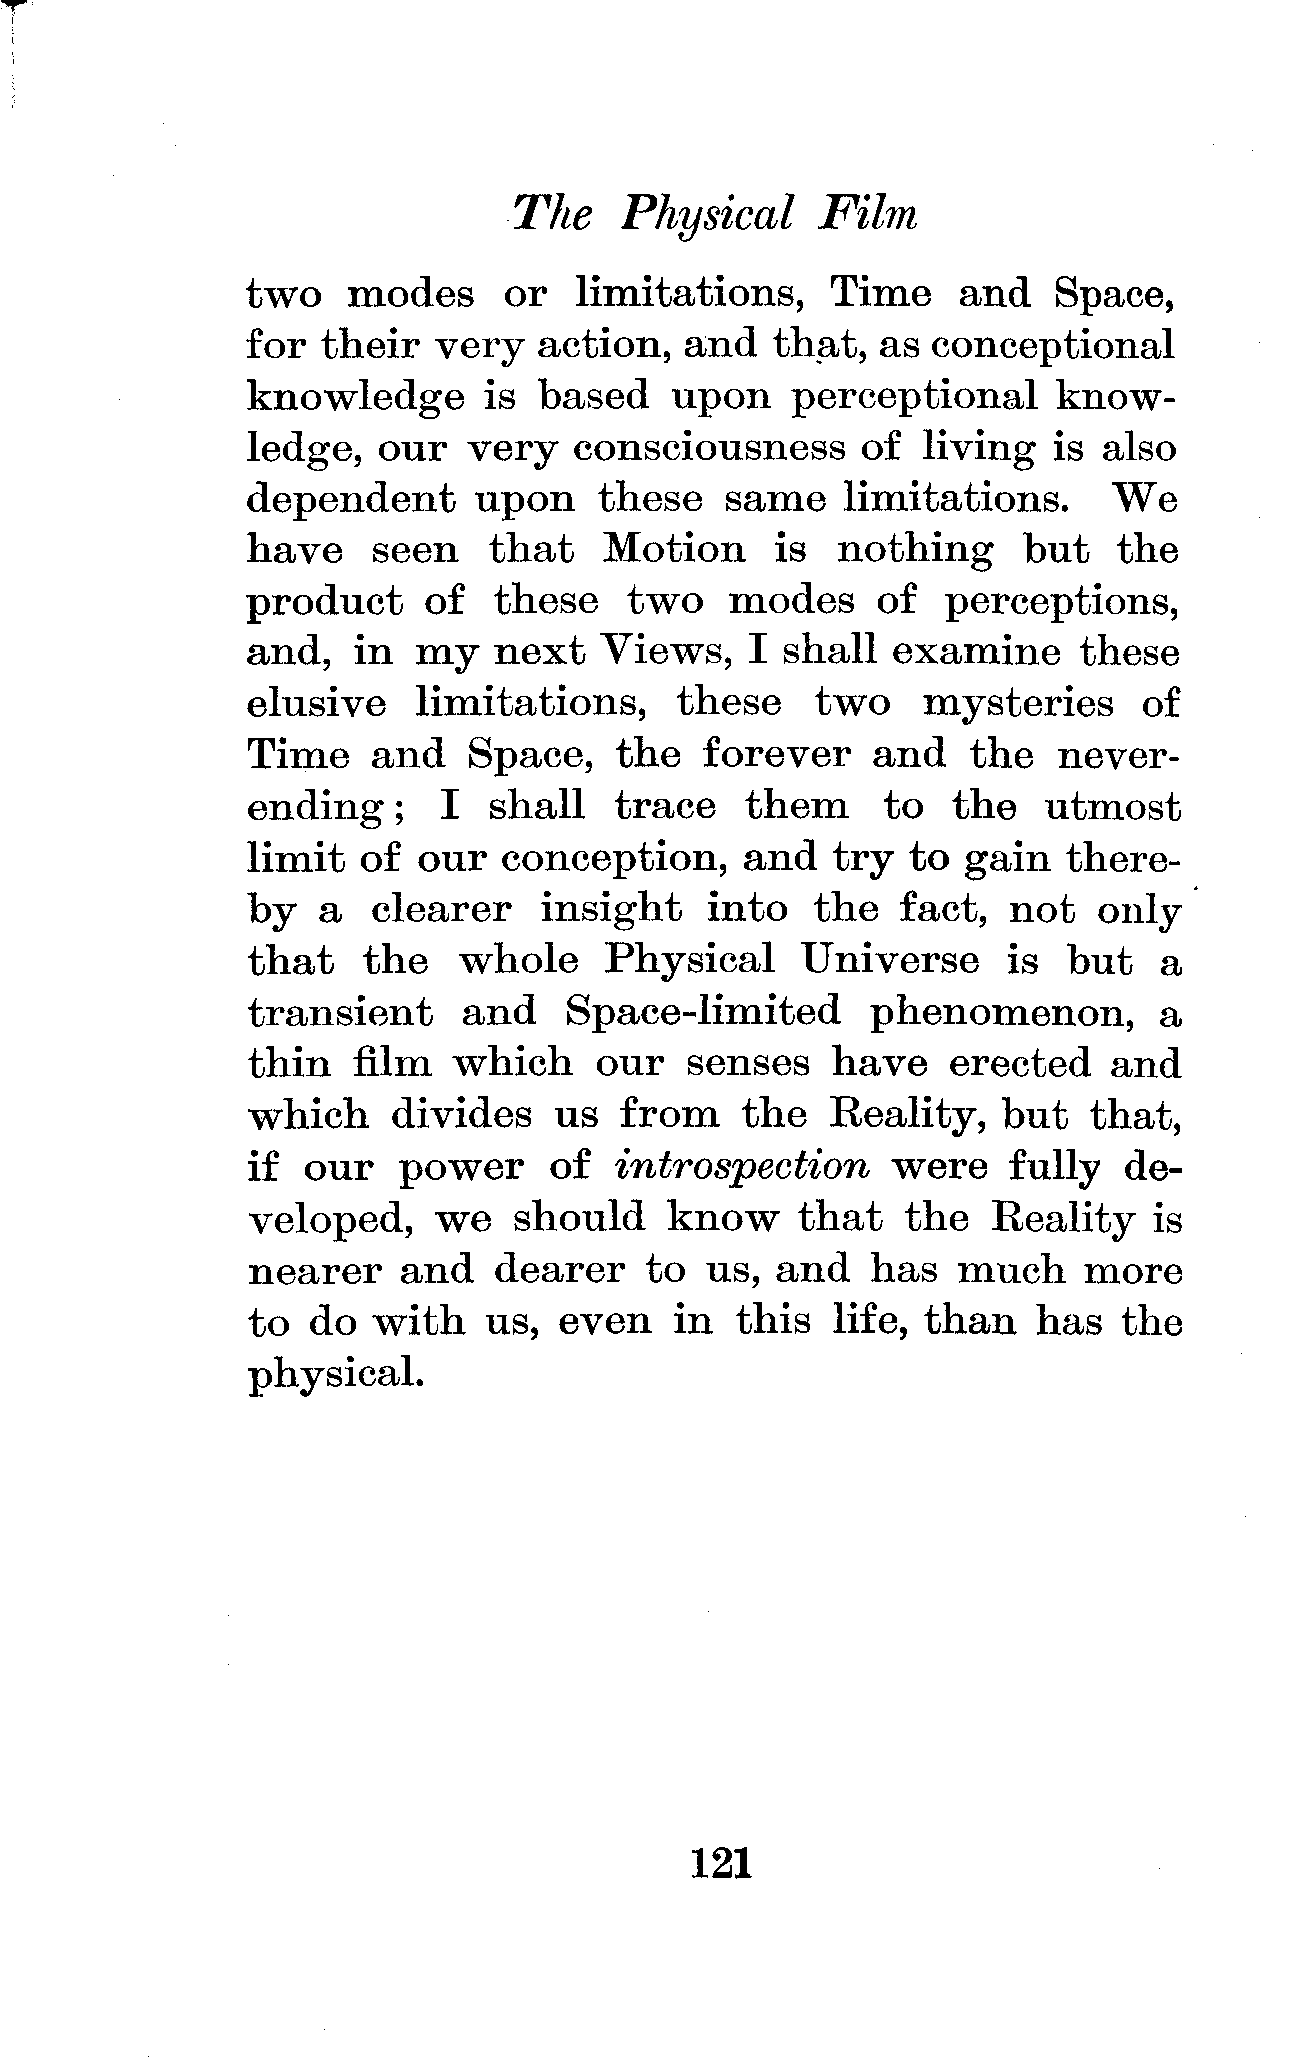 The Physical Film
two modes or limitations, Time and Space,
for their very action, and that, as conceptional
knowledge is based upon perceptional know-
ledge, our very consciousness of living is also
dependent upon these same limitations. We
have seen that Motion is nothing but the
product of these two modes of perceptions,
and, in my next Views, I shall examine these
elusive limitations, these two mysteries of
Time and Space, the forever and the never-
ending; I shall trace them to the utmost
limit of our conception, and try to gain there-
by a clearer insight into the fact, not only
that the whole Physical Universe is but a
transient and Space-limited phenomenon, a
thin film which our senses have erected and
which divides us from the Reality, but that,
if our power of introspection were fully de-
veloped, we should know that the Reality is
nearer and dearer to us, and has much more
to do with us, even in this life, than has the
physical.
121